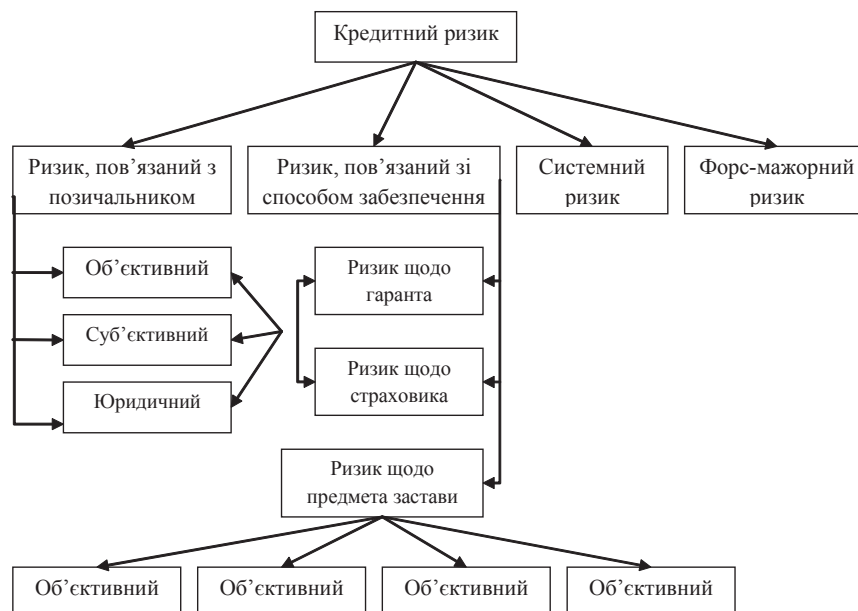 Кредитний ризик
Ризик, пов’язаний з
позичальником
Ризик, пов’язаний зі
способом забезпечення
Системний
ризик
Форс-мажорний
ризик
Об’єктивний
Суб’єктивний
Юридичний
Ризик щодо
гаранта
Ризик щодо
страховика
Ризик щодо
предмета застави
Об’єктивний
Об’єктивний
Об’єктивний
Об’єктивний